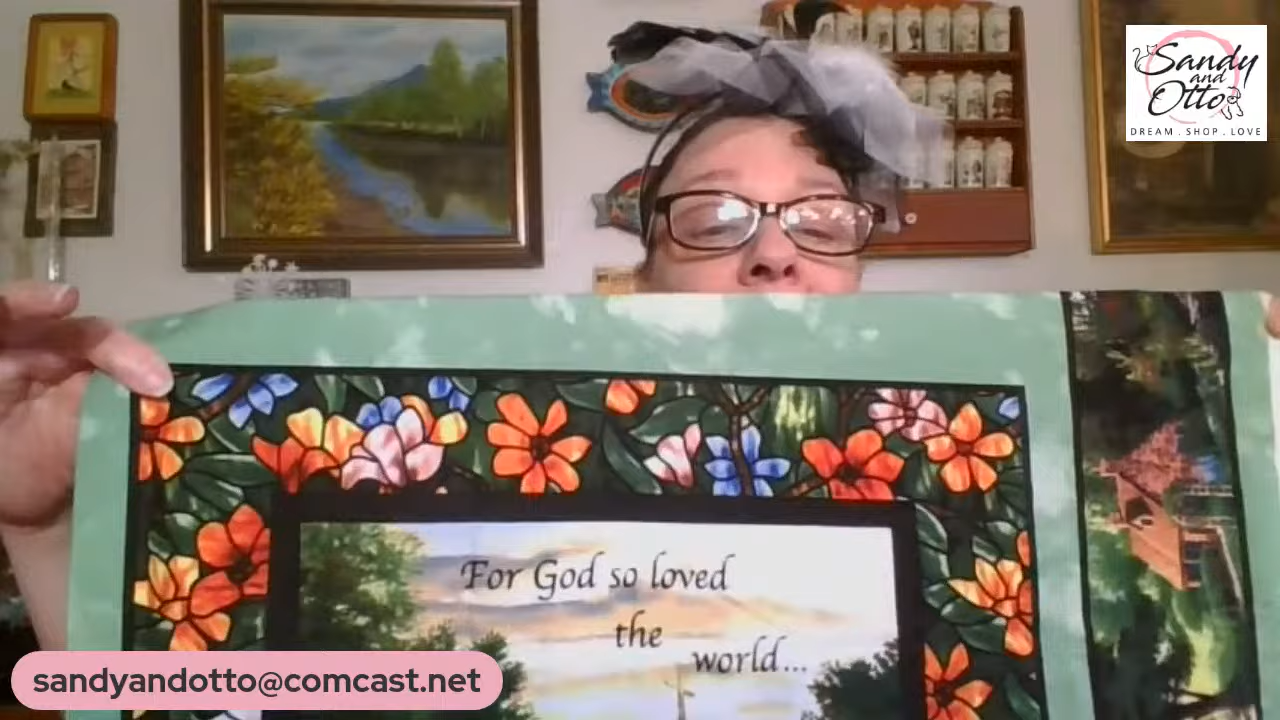 Sandy
and
Otto
DREAM . SHOP . LOVE
For God so loved
the
world...
sandyandotto@comcast.net